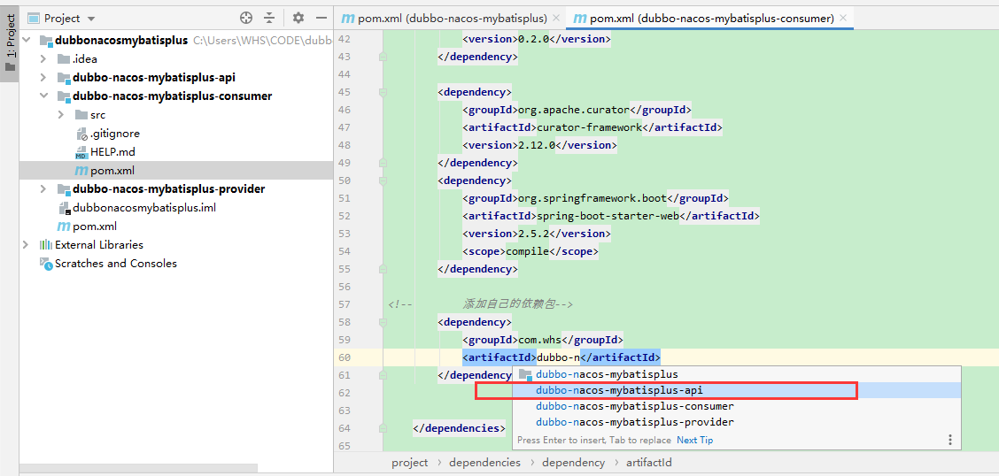 1: Project
Project
dubbonacosmybatisplus C:\Users\WHS\CODE\dubb
.idea
dubbo-nacos-mybatisplus-api
dubbo-nacos-mybatisplus-consumer
src
.gitignore
HELP.md
pom.xml
dubbo-nacos-mybatisplus-provider
dubbonacosmybatisplus.iml
pom.xml
External Libraries
Scratches and Consoles
pom.xml (dubbo-nacos-mybatisplus)
pom.xml (dubbo-nacos-mybatisplus-consumer)
42 <version>0.2.0</version>
43 </dependency>
44
45 <dependency>
46 <groupId>org.apache.curator</groupId>
47 <artifactId>curator-framework</artifactId>
48 <version>2.12.0</version>
49 </dependency>
50 <dependency>
51 <groupId>org.springframework.boot</groupId>
52 <artifactId>spring-boot-starter-web</artifactId>
53 <version>2.5.2</version>
54 <scope>compile</scope>
55 </dependency>
56
57 <!-- 添加自己的依赖包-->
58 <dependency>
59 <groupId>com.whs</groupId>
60 <artifactId>dubbo-n</artifactId>
61 </dependency
62
63
64 </dependencies>
65
dubbo-nacos-mybatisplus
dubbo-nacos-mybatisplus-api
dubbo-nacos-mybatisplus-consumer
dubbo-nacos-mybatisplus-provider
Press Enter to insert, Tab to replace Next Tip
project › dependencies › dependency › artifactId